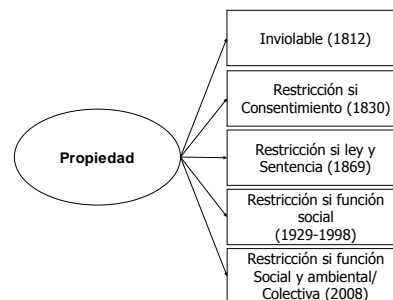 Propiedad
Inviolable (1812)
Restricción si
Consentimiento (1830)
Restricción si ley y
Sentencia (1869)
Restricción si función
social
(1929-1998)
Restricción si función
Social y ambiental/
Colectiva (2008)